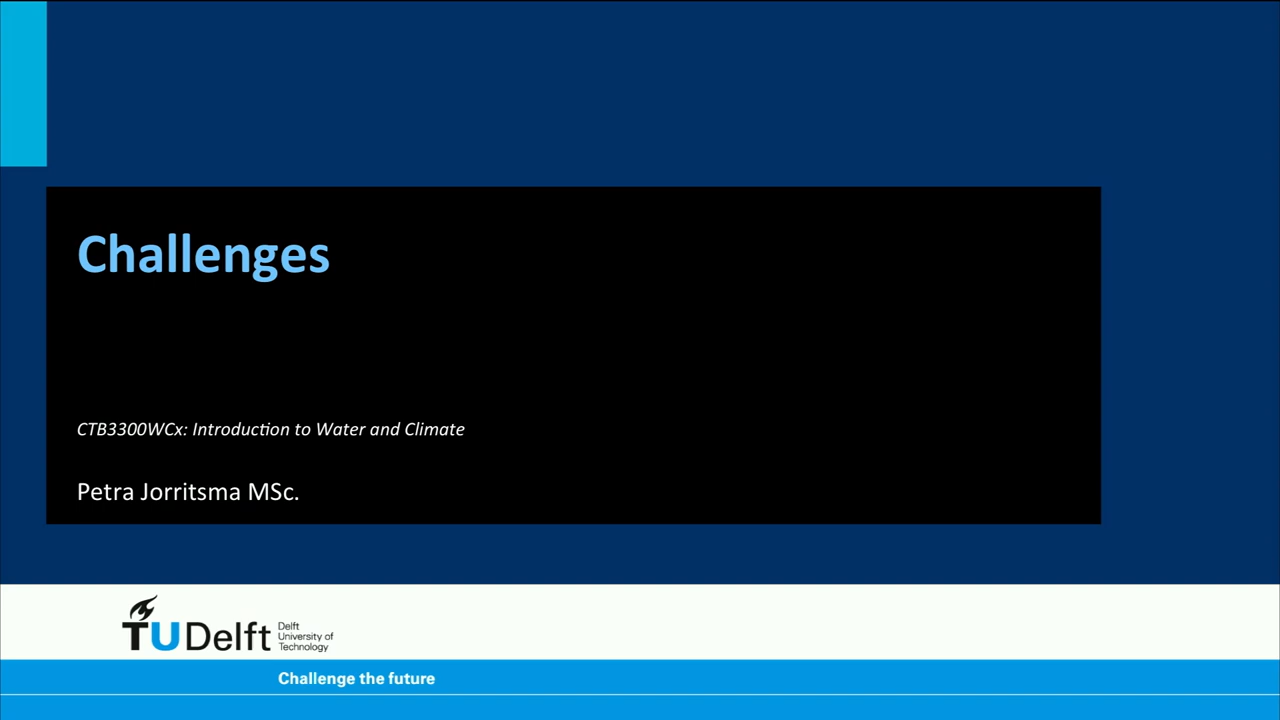 Challenges
CTB3300WCx: Introduction to Water and Climate
Petra Jorritsma MSc.
TUDelft
Delft
University of
Technology
Challenge the future